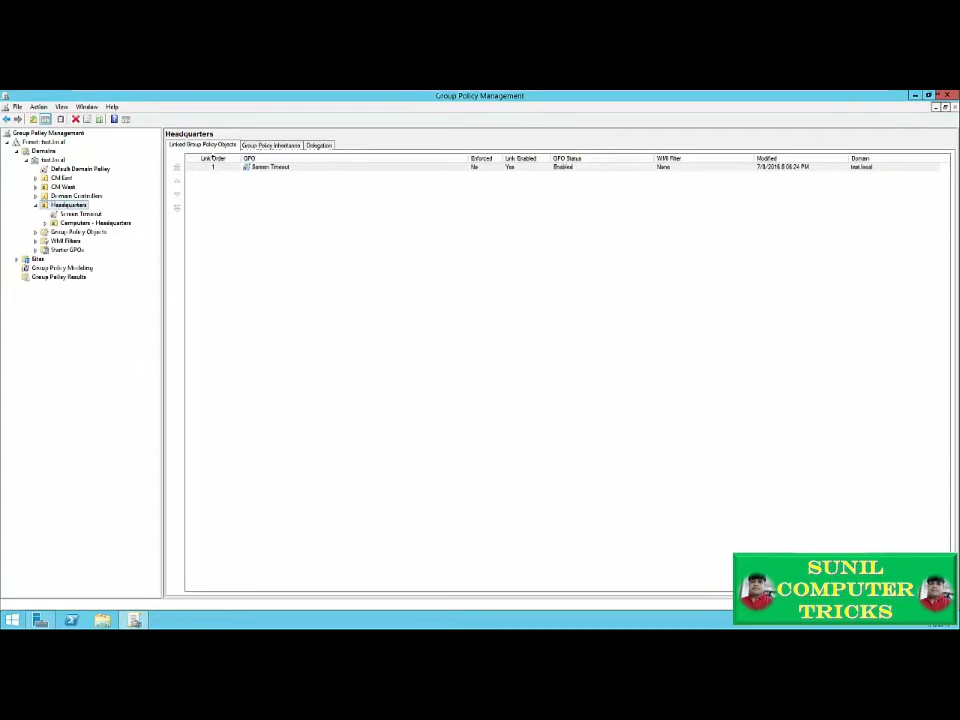 Group Policy Management
File Action View Window Help
Group Policy Management
Forest: test.local
Domains
test.local
Default Domain Policy
CM East
CM West
Domain Controllers
Headquarters
Screen Timeout
Computers - Headquarters
Group Policy Objects
WMI Filters
Starter GPOs
Sites
Group Policy Modeling
Group Policy Results
Headquarters
Linked Group Policy Objects Group Policy Inheritance Delegation
Link Order GPO Enforced Link Enabled GPO Status WMI Filter Modified Domain
1 Screen Timeout No Yes Enabled None test.local
SUNIL
COMPUTER
TRICKS